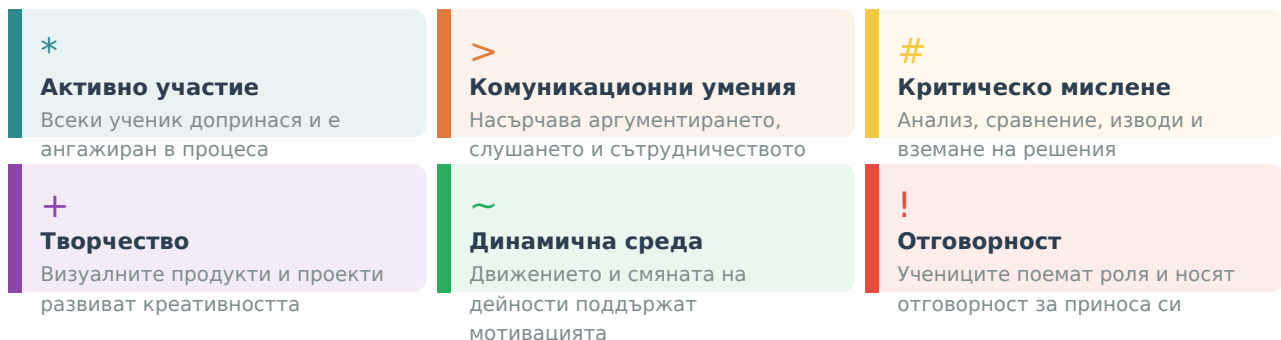 *
Активно участие
Всеки ученик допринася и е
ангажиран в процеса
>
Комуникационни умения
Насърчава аргументирането,
слушането и сътрудничеството
#
Критическо мислене
Анализ, сравнение, изводи и
вземане на решения
+
Творчество
Визуалните продукти и проекти
развиват креативността
~
Динамична среда
Движението и смяната на
дейности поддържат
мотивацията
!
Отговорност
Учениците поемат роля и носят
отговорност за приноса си